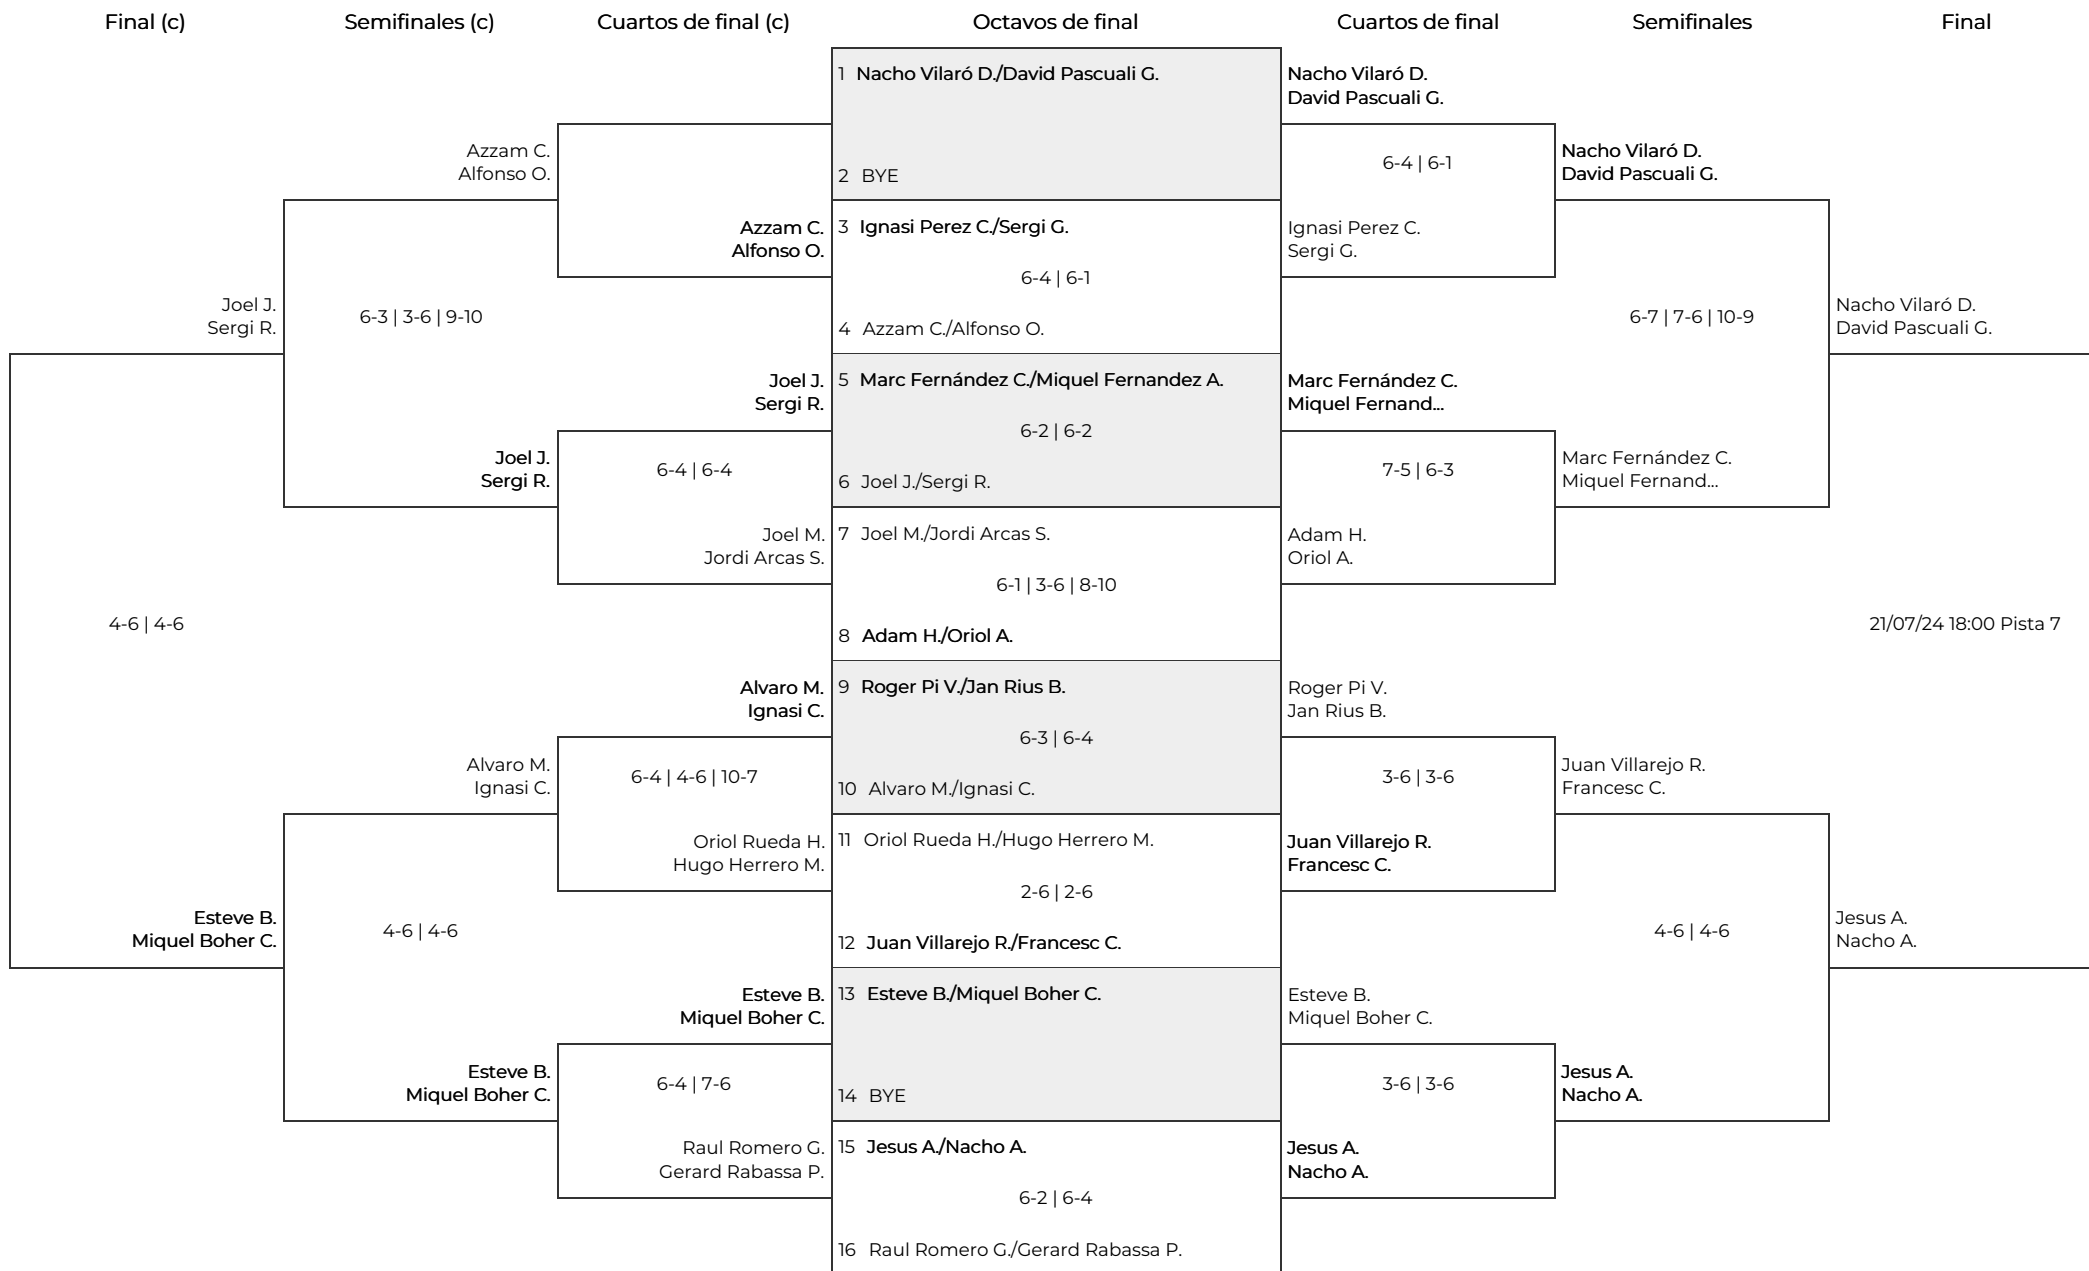 Final (c)
Semifinales (c)
Cuartos de final (c)
Octavos de final
Cuartos de final
Semifinales
Final
Joel J.
Sergi R.
4-6 | 4-6
Esteve B.
Miquel Boher C.
Azzam C.
Alfonso O.
6-3 | 3-6 | 9-10
Joel J.
Sergi R.
Alvaro M.
Ignasi C.
4-6 | 4-6
Esteve B.
Miquel Boher C.
Azzam C.
Alfonso O.
Joel J.
Sergi R.
6-4 | 6-4
Joel M.
Jordi Arcas S.
Alvaro M.
Ignasi C.
6-4 | 4-6 | 10-7
Oriol Rueda H.
Hugo Herrero M.
Esteve B.
Miquel Boher C.
6-4 | 7-6
Raul Romero G.
Gerard Rabassa P.
1 Nacho Vilaró D./David Pascuali G.
2 BYE
3 Ignasi Perez C./Sergi G.
6-4 | 6-1
4 Azzam C./Alfonso O.
5 Marc Fernández C./Miquel Fernandez A.
6-2 | 6-2
6 Joel J./Sergi R.
7 Joel M./Jordi Arcas S.
6-1 | 3-6 | 8-10
8 Adam H./Oriol A.
9 Roger Pi V./Jan Rius B.
6-3 | 6-4
10 Alvaro M./Ignasi C.
11 Oriol Rueda H./Hugo Herrero M.
2-6 | 2-6
12 Juan Villarejo R./Francesc C.
13 Esteve B./Miquel Boher C.
14 BYE
15 Jesus A./Nacho A.
6-2 | 6-4
16 Raul Romero G./Gerard Rabassa P.
Nacho Vilaró D.
David Pascuali G.
6-4 | 6-1
Ignasi Perez C.
Sergi G.
Marc Fernández C.
Miquel Fernand...
7-5 | 6-3
Adam H.
Oriol A.
Roger Pi V.
Jan Rius B.
3-6 | 3-6
Juan Villarejo R.
Francesc C.
Esteve B.
Miquel Boher C.
3-6 | 3-6
Jesus A.
Nacho A.
Nacho Vilaró D.
David Pascuali G.
6-7 | 7-6 | 10-9
Marc Fernández C.
Miquel Fernand...
Juan Villarejo R.
Francesc C.
4-6 | 4-6
Jesus A.
Nacho A.
Nacho Vilaró D.
David Pascuali G.
21/07/24 18:00 Pista 7
Jesus A.
Nacho A.